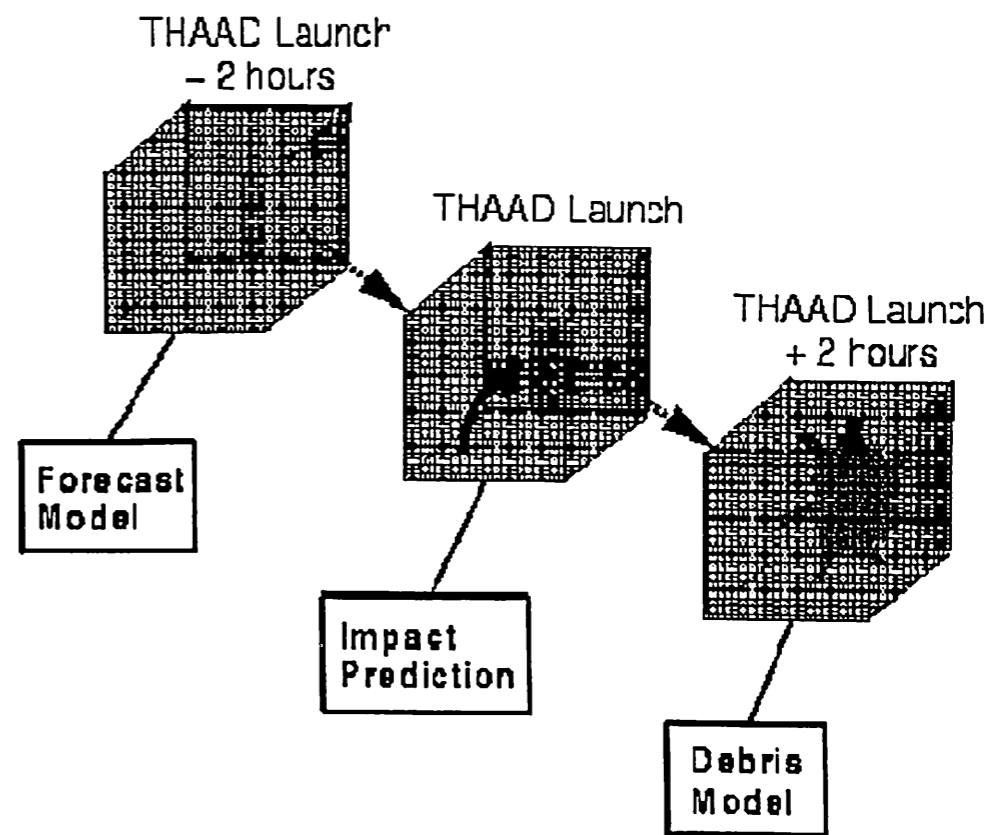 THAAC Launch
– 2 hours
THAAD Launch
THAAD Launch
+ 2 hours
Forecast
Model
Impact
Prediction
Debris
Model